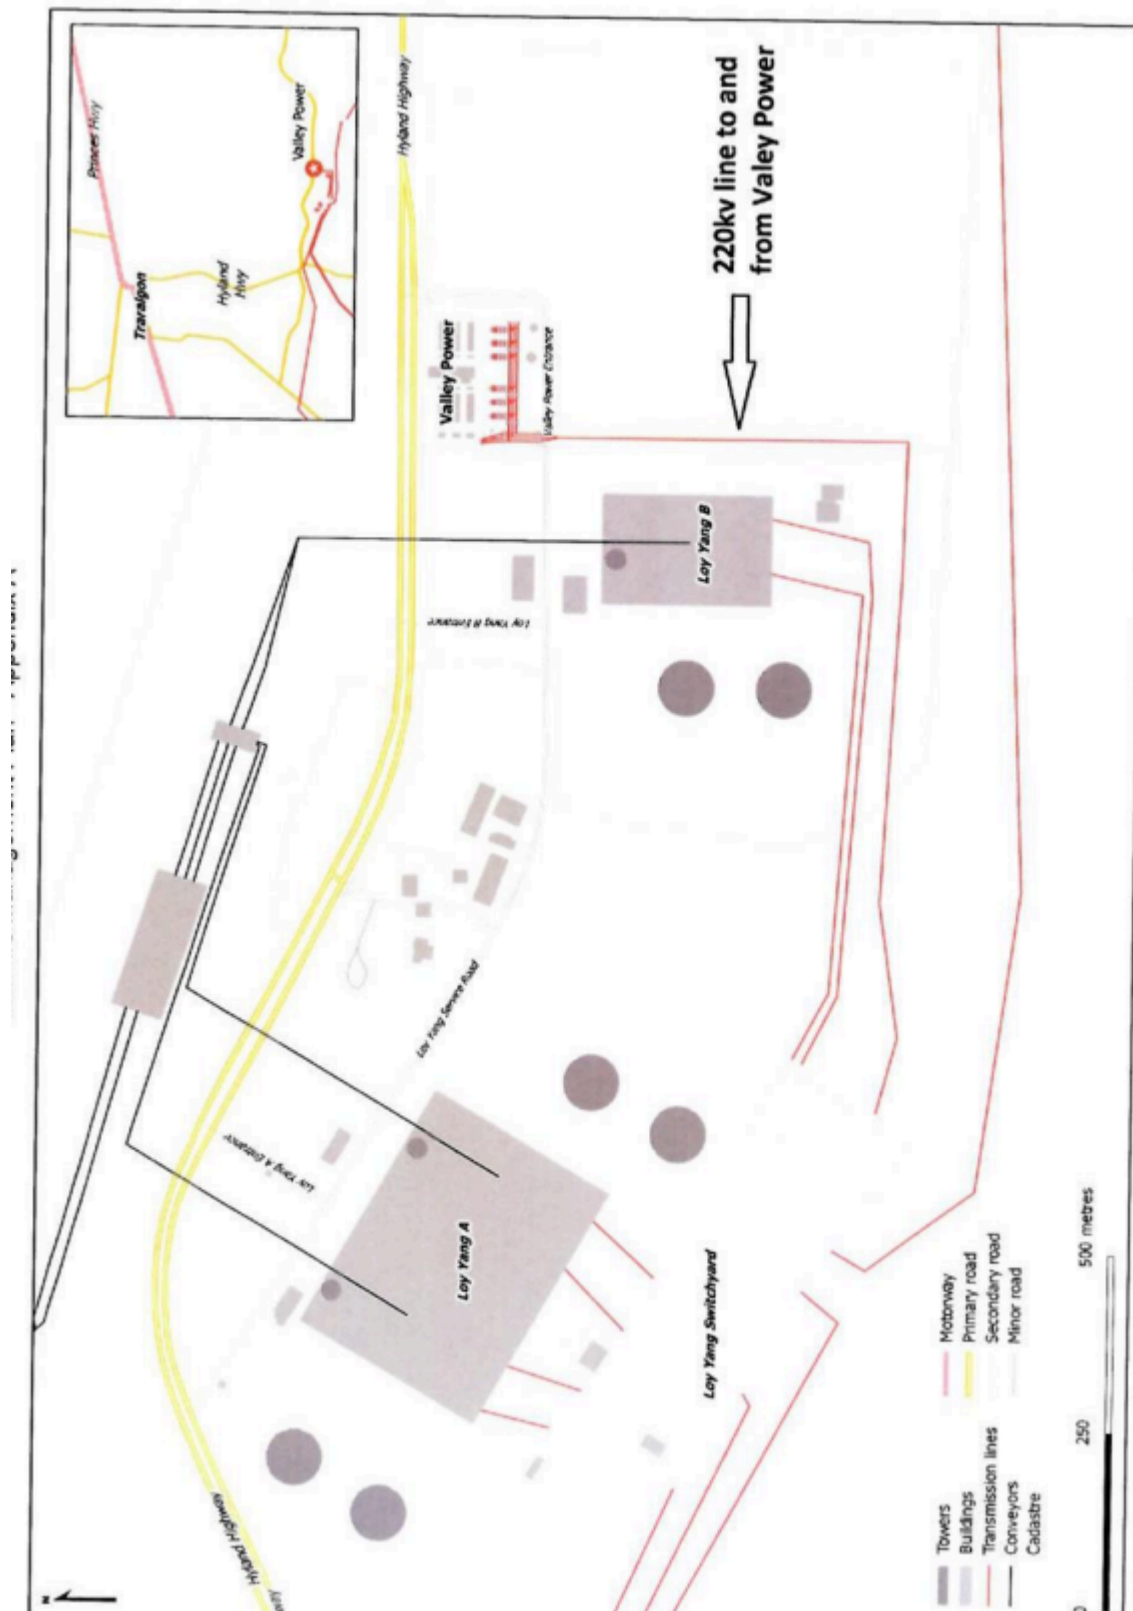 Princes Hwy
Valley Power
Traralgon
Hyland
Hwy
Hyland Highway
220kv line to and
from Valey Power
Valley Power
Valley Power Entrance
Loy Yang B
Loy Yang B Entrance
Loy Yang Service Road
Loy Yang A Entrance
Loy Yang A
Loy Yang Switchyard
Hyland Highway
N
Towers
Buildings
Transmission lines
Conveyors
Cadastre
Motorway
Primary road
Secondary road
Minor road
0
250
500 metres